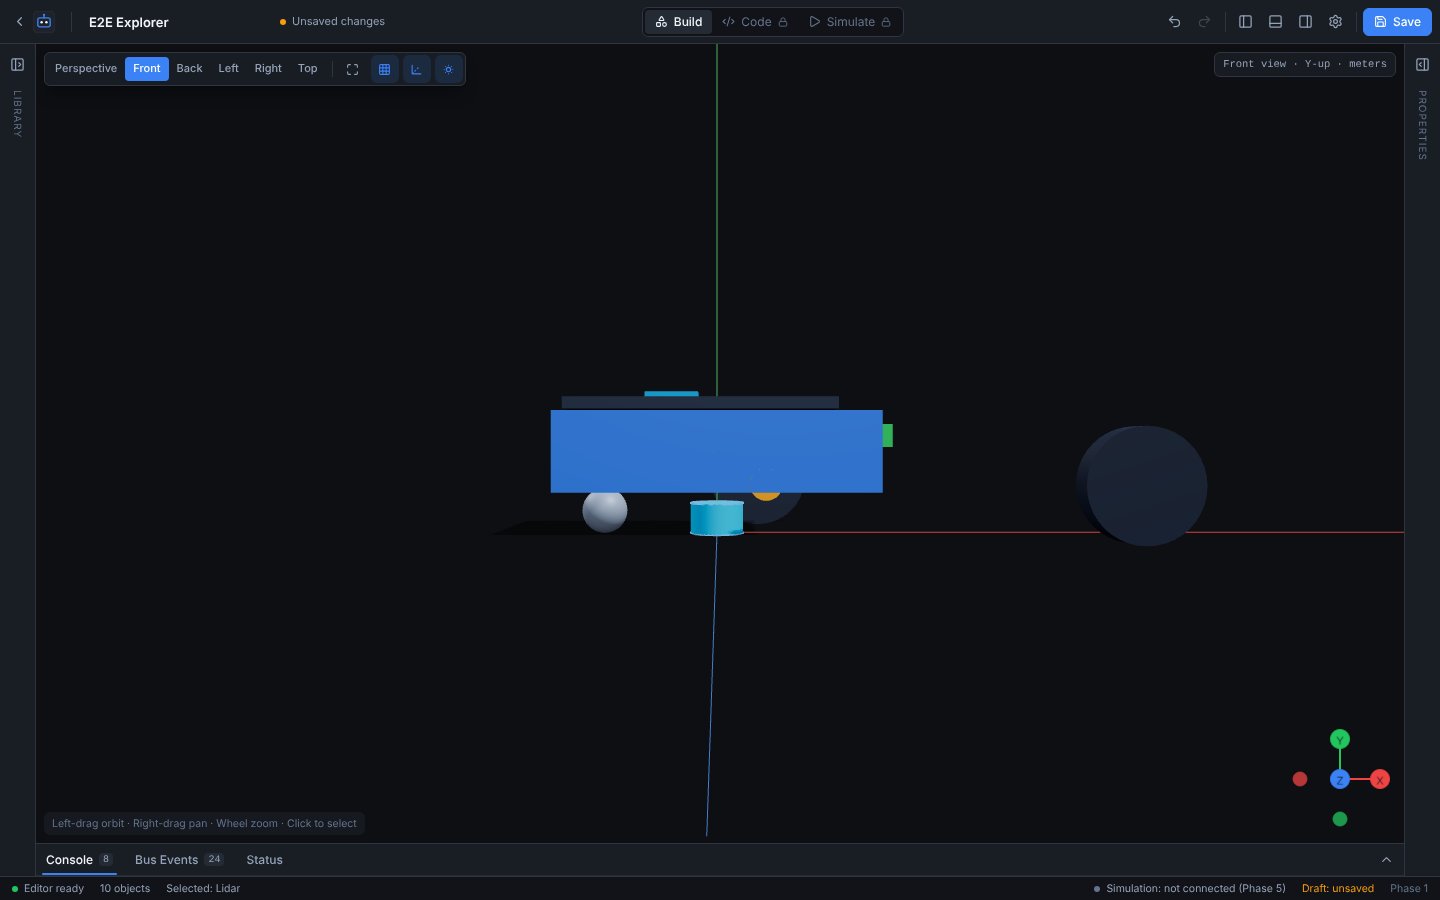 E2E Explorer
Unsaved changes
Build
Code
Simulate
Save
Perspective Front Back Left Right Top
Front view · Y-up · meters
LIBRARY
PROPERTIES
Y
Z
X
Left-drag orbit · Right-drag pan · Wheel zoom · Click to select
Console 8
Bus Events 24
Status
Editor ready
10 objects
Selected: Lidar
Simulation: not connected (Phase 5)
Draft: unsaved
Phase 1